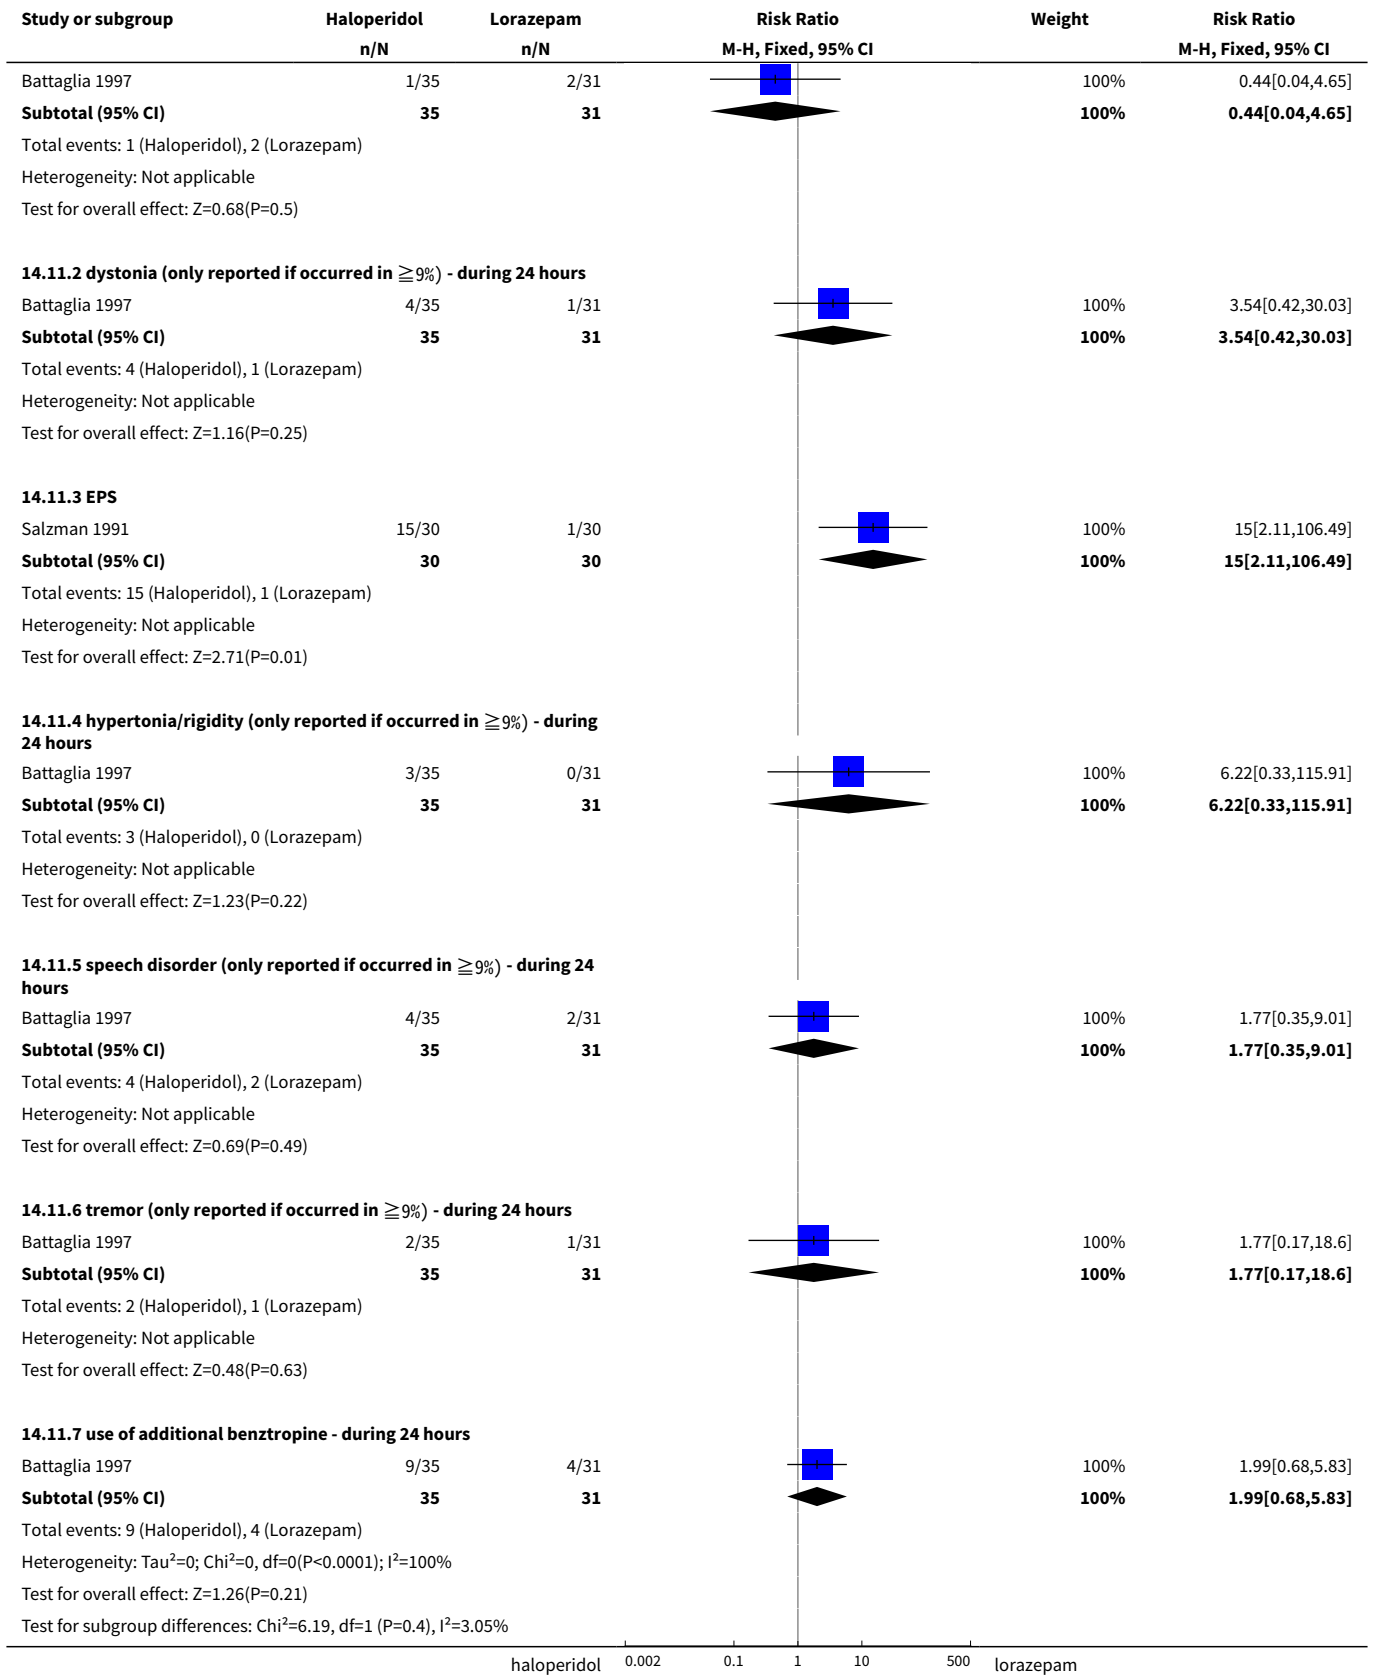 Study or subgroup Haloperidol Lorazepam Risk Ratio Weight Risk Ratio
n/N n/N M-H, Fixed, 95% CI M-H, Fixed, 95% CI
Battaglia 1997 1/35 2/31 100% 0.44[0.04,4.65]
Subtotal (95% CI) 35 31 100% 0.44[0.04,4.65]
Total events: 1 (Haloperidol), 2 (Lorazepam)
Heterogeneity: Not applicable
Test for overall effect: Z=0.68(P=0.5)
14.11.2 dystonia (only reported if occurred in ≧9%) - during 24 hours
Battaglia 1997 4/35 1/31 100% 3.54[0.42,30.03]
Subtotal (95% CI) 35 31 100% 3.54[0.42,30.03]
Total events: 4 (Haloperidol), 1 (Lorazepam)
Heterogeneity: Not applicable
Test for overall effect: Z=1.16(P=0.25)
14.11.3 EPS
Salzman 1991 15/30 1/30 100% 15[2.11,106.49]
Subtotal (95% CI) 30 30 100% 15[2.11,106.49]
Total events: 15 (Haloperidol), 1 (Lorazepam)
Heterogeneity: Not applicable
Test for overall effect: Z=2.71(P=0.01)
14.11.4 hypertonia/rigidity (only reported if occurred in ≧9%) - during
24 hours
Battaglia 1997 3/35 0/31 100% 6.22[0.33,115.91]
Subtotal (95% CI) 35 31 100% 6.22[0.33,115.91]
Total events: 3 (Haloperidol), 0 (Lorazepam)
Heterogeneity: Not applicable
Test for overall effect: Z=1.23(P=0.22)
14.11.5 speech disorder (only reported if occurred in ≧9%) - during 24
hours
Battaglia 1997 4/35 2/31 100% 1.77[0.35,9.01]
Subtotal (95% CI) 35 31 100% 1.77[0.35,9.01]
Total events: 4 (Haloperidol), 2 (Lorazepam)
Heterogeneity: Not applicable
Test for overall effect: Z=0.69(P=0.49)
14.11.6 tremor (only reported if occurred in ≧9%) - during 24 hours
Battaglia 1997 2/35 1/31 100% 1.77[0.17,18.6]
Subtotal (95% CI) 35 31 100% 1.77[0.17,18.6]
Total events: 2 (Haloperidol), 1 (Lorazepam)
Heterogeneity: Not applicable
Test for overall effect: Z=0.48(P=0.63)
14.11.7 use of additional benztropine - during 24 hours
Battaglia 1997 9/35 4/31 100% 1.99[0.68,5.83]
Subtotal (95% CI) 35 31 100% 1.99[0.68,5.83]
Total events: 9 (Haloperidol), 4 (Lorazepam)
Heterogeneity: Tau²=0; Chi²=0, df=0(P<0.0001); I²=100%
Test for overall effect: Z=1.26(P=0.21)
Test for subgroup differences: Chi²=6.19, df=1 (P=0.4), I²=3.05%
haloperidol 0.002 0.1 1 10 500 lorazepam